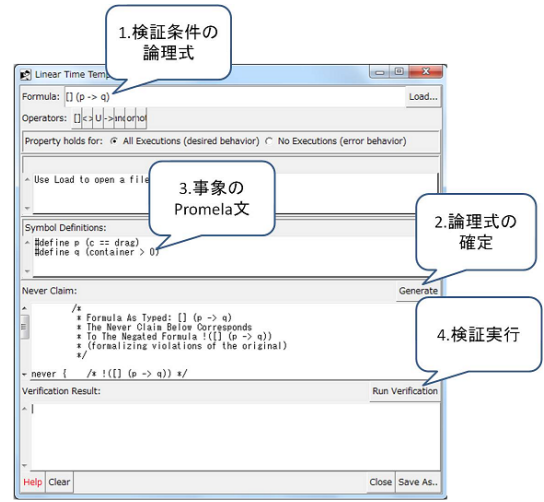 1.検証条件の
論理式
Linear Time Temp
Formula: [] (p -> q)
Load...
Operators: [] <> U -> and or not
Property holds for: All Executions (desired behavior) No Executions (error behavior)
Use Load to open a file
3.事象の
Promela文
Symbol Definitions:
#define p (c == drag)
#define q (container > 0)
2.論理式の
確定
Never Claim:
Generate
/*
* Formula As Typed: [] (p -> q)
* The Never Claim Below Corresponds
* To The Negated Formula !([] (p -> q))
* (formalizing violations of the original)
*/
never { /* !([] (p -> q)) */
4.検証実行
Verification Result:
Run Verification
Help Clear
Close Save As..